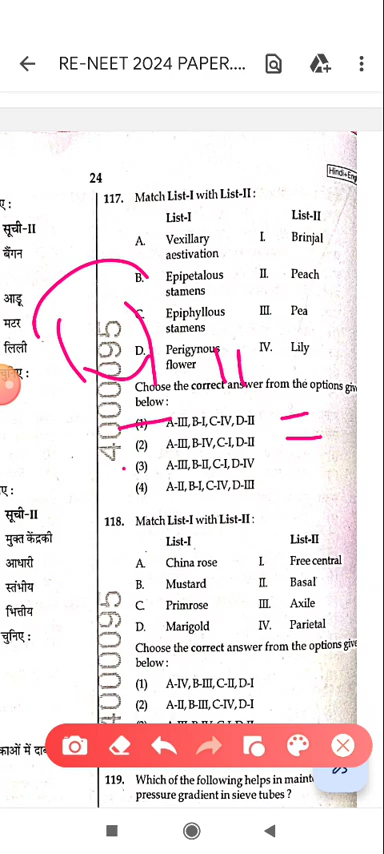 RE-NEET 2024 PAPER....
24
Hindi+Eng
117. Match List-I with List-II :
List-I List-II
A. Vexillary aestivation I. Brinjal
B. Epipetalous stamens II. Peach
C. Epiphyllous stamens III. Pea
D. Perigynous flower IV. Lily
Choose the correct answer from the options giv
below :
(1) A-III, B-I, C-IV, D-II
(2) A-III, B-IV, C-I, D-II
(3) A-III, B-II, C-I, D-IV
(4) A-II, B-I, C-IV, D-III
118. Match List-I with List-II :
List-I List-II
A. China rose I. Free central
B. Mustard II. Basal
C. Primrose III. Axile
D. Marigold IV. Parietal
Choose the correct answer from the options give
below :
(1) A-IV, B-III, C-II, D-I
(2) A-II, B-III, C-IV, D-I
119. Which of the following helps in maint
pressure gradient in sieve tubes ?
ए :
सूची-II
बैंगन
आडू
मटर
लिली
चुनिए :
ए :
सूची-II
मुक्त केंद्रकी
आधारी
स्तंभीय
भित्तीय
चुनिए :
काओं में दाब
4000095
4000095